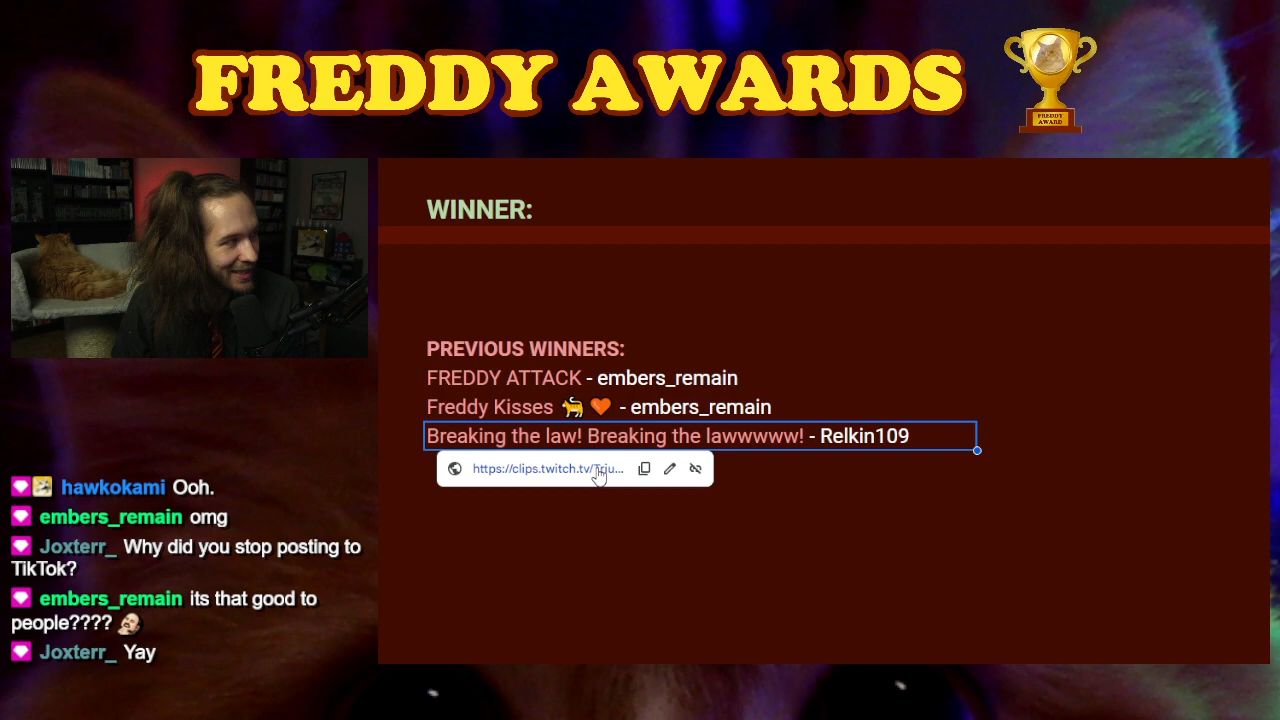 FREDDY AWARDS
FREDDY
AWARD
WINNER:
PREVIOUS WINNERS:
FREDDY ATTACK - embers_remain
Freddy Kisses 🐅 🧡 - embers_remain
Breaking the law! Breaking the lawwwww! - Relkin109
https://clips.twitch.tv/Triu...
hawkokami Ooh.
embers_remain omg
Joxterr_ Why did you stop posting to
TikTok?
embers_remain its that good to
people????
Joxterr_ Yay